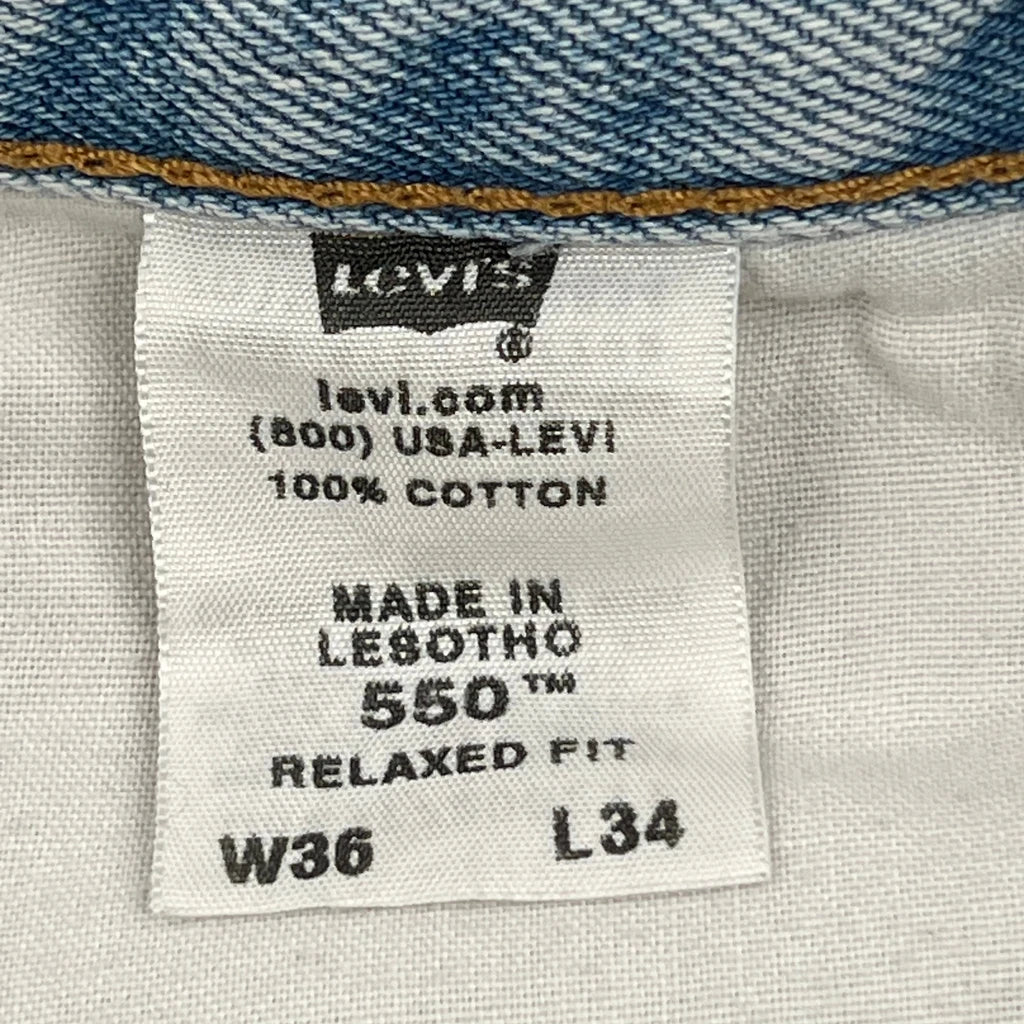 LEVI'S
®
levi.com
(800) USA-LEVI
100% COTTON
MADE IN
LESOTHO
550™
RELAXED FIT
W36 L34